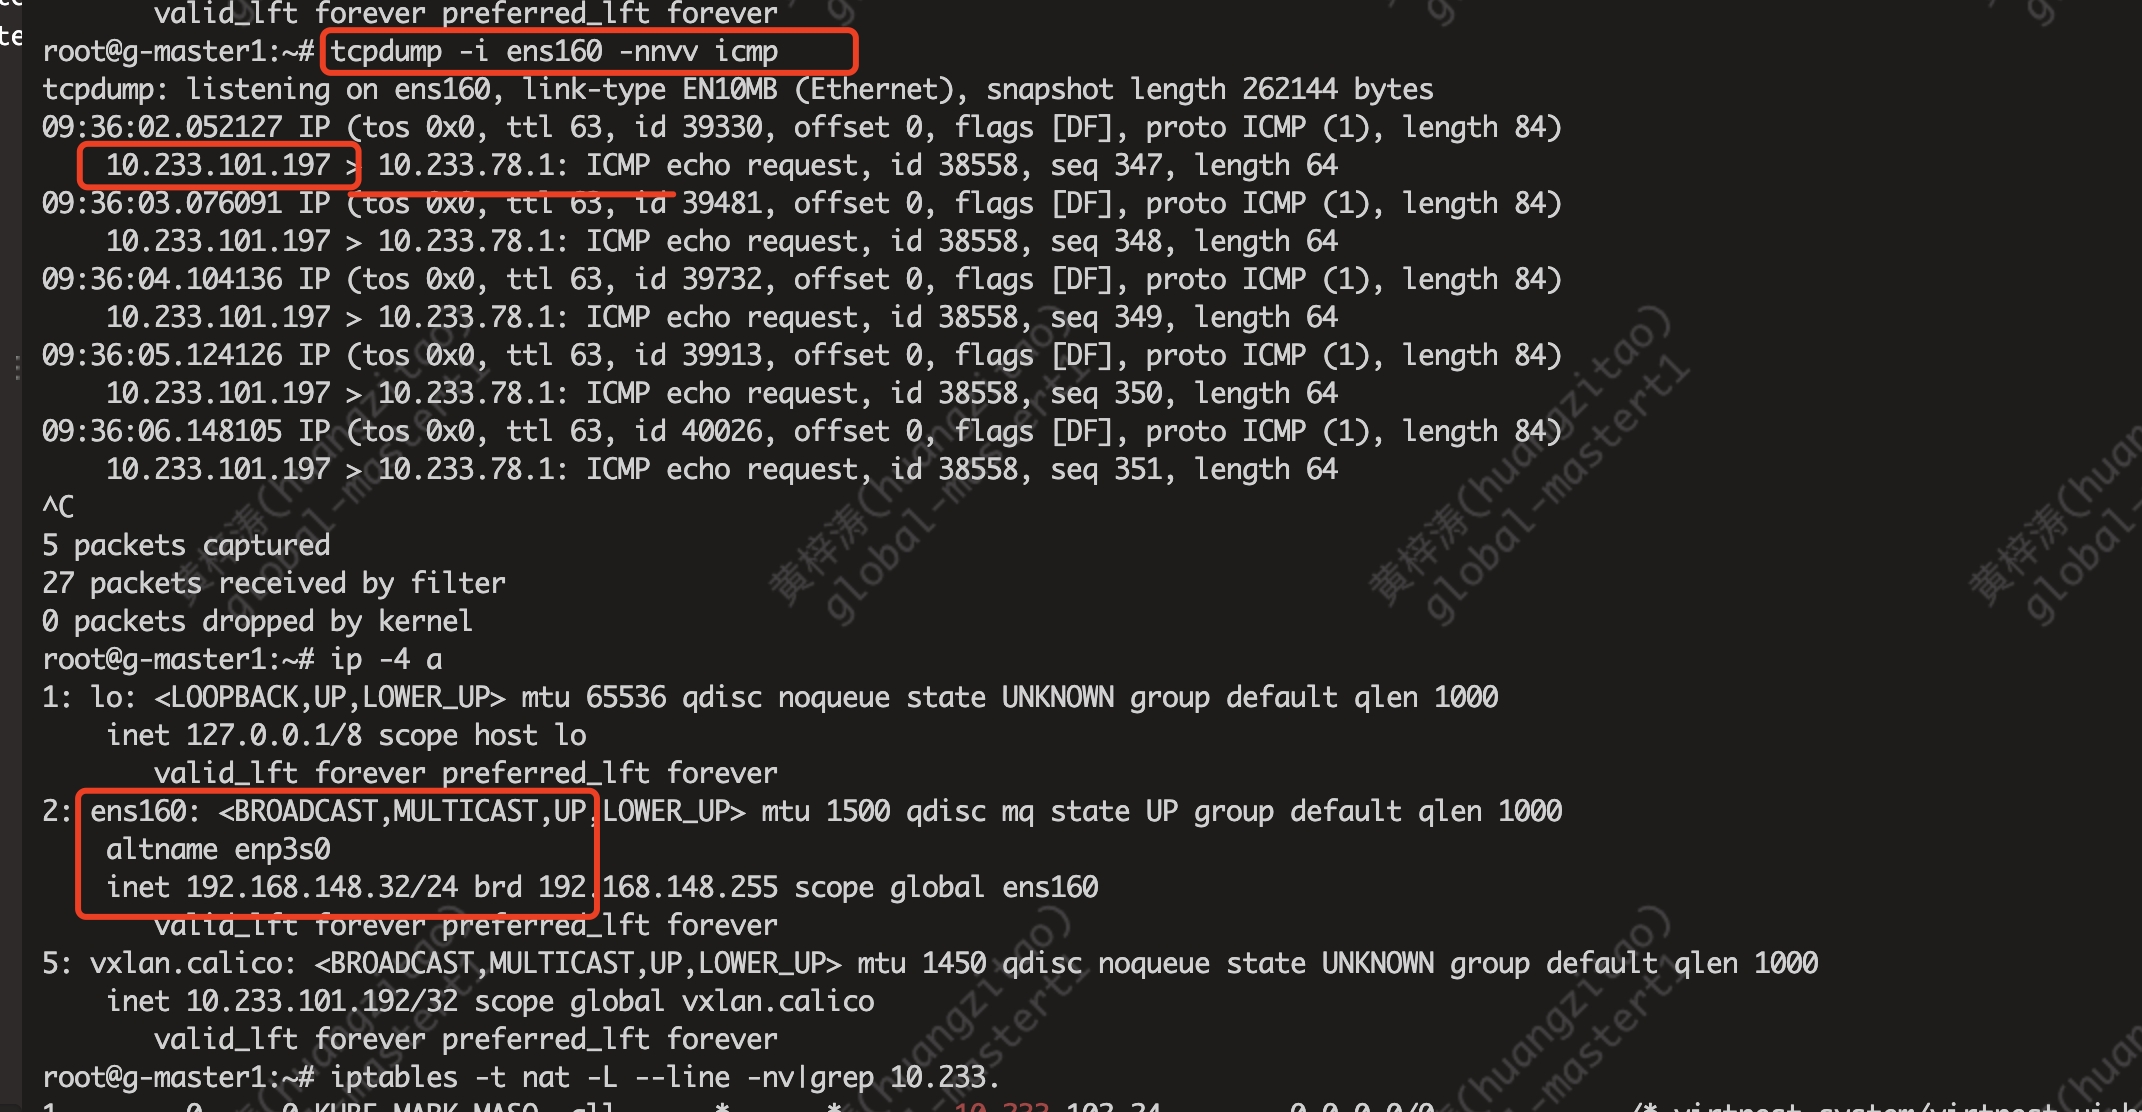 valid_lft forever preferred_lft forever
root@g-master1:~# tcpdump -i ens160 -nnvv icmp
tcpdump: listening on ens160, link-type EN10MB (Ethernet), snapshot length 262144 bytes
09:36:02.052127 IP (tos 0x0, ttl 63, id 39330, offset 0, flags [DF], proto ICMP (1), length 84)
10.233.101.197 > 10.233.78.1: ICMP echo request, id 38558, seq 347, length 64
09:36:03.076091 IP (tos 0x0, ttl 63, id 39481, offset 0, flags [DF], proto ICMP (1), length 84)
10.233.101.197 > 10.233.78.1: ICMP echo request, id 38558, seq 348, length 64
09:36:04.104136 IP (tos 0x0, ttl 63, id 39732, offset 0, flags [DF], proto ICMP (1), length 84)
10.233.101.197 > 10.233.78.1: ICMP echo request, id 38558, seq 349, length 64
09:36:05.124126 IP (tos 0x0, ttl 63, id 39913, offset 0, flags [DF], proto ICMP (1), length 84)
10.233.101.197 > 10.233.78.1: ICMP echo request, id 38558, seq 350, length 64
09:36:06.148105 IP (tos 0x0, ttl 63, id 40026, offset 0, flags [DF], proto ICMP (1), length 84)
10.233.101.197 > 10.233.78.1: ICMP echo request, id 38558, seq 351, length 64
^C
5 packets captured
27 packets received by filter
0 packets dropped by kernel
root@g-master1:~# ip -4 a
1: lo: <LOOPBACK,UP,LOWER_UP> mtu 65536 qdisc noqueue state UNKNOWN group default qlen 1000
inet 127.0.0.1/8 scope host lo
valid_lft forever preferred_lft forever
2: ens160: <BROADCAST,MULTICAST,UP,LOWER_UP> mtu 1500 qdisc mq state UP group default qlen 1000
altname enp3s0
inet 192.168.148.32/24 brd 192.168.148.255 scope global ens160
valid_lft forever preferred_lft forever
5: vxlan.calico: <BROADCAST,MULTICAST,UP,LOWER_UP> mtu 1450 qdisc noqueue state UNKNOWN group default qlen 1000
inet 10.233.101.192/32 scope global vxlan.calico
valid_lft forever preferred_lft forever
root@g-master1:~# iptables -t nat -L --line -nv|grep 10.233.
黄梓涛(huangzitao)
global-mastert1